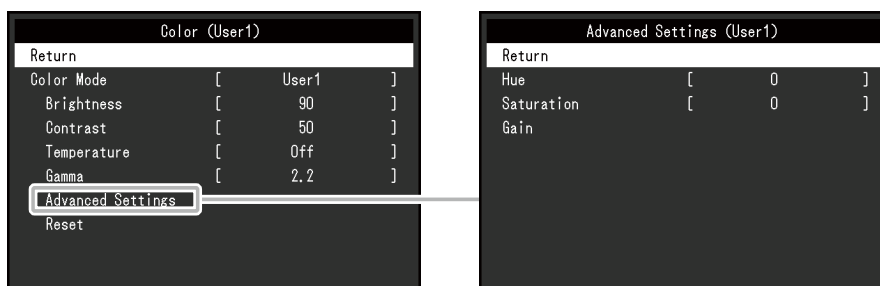 Color (User1)
Return
Color Mode [ User1 ]
Brightness [ 90 ]
Contrast [ 50 ]
Temperature [ Off ]
Gamma [ 2.2 ]
Advanced Settings
Reset
Advanced Settings (User1)
Return
Hue [ 0 ]
Saturation [ 0 ]
Gain